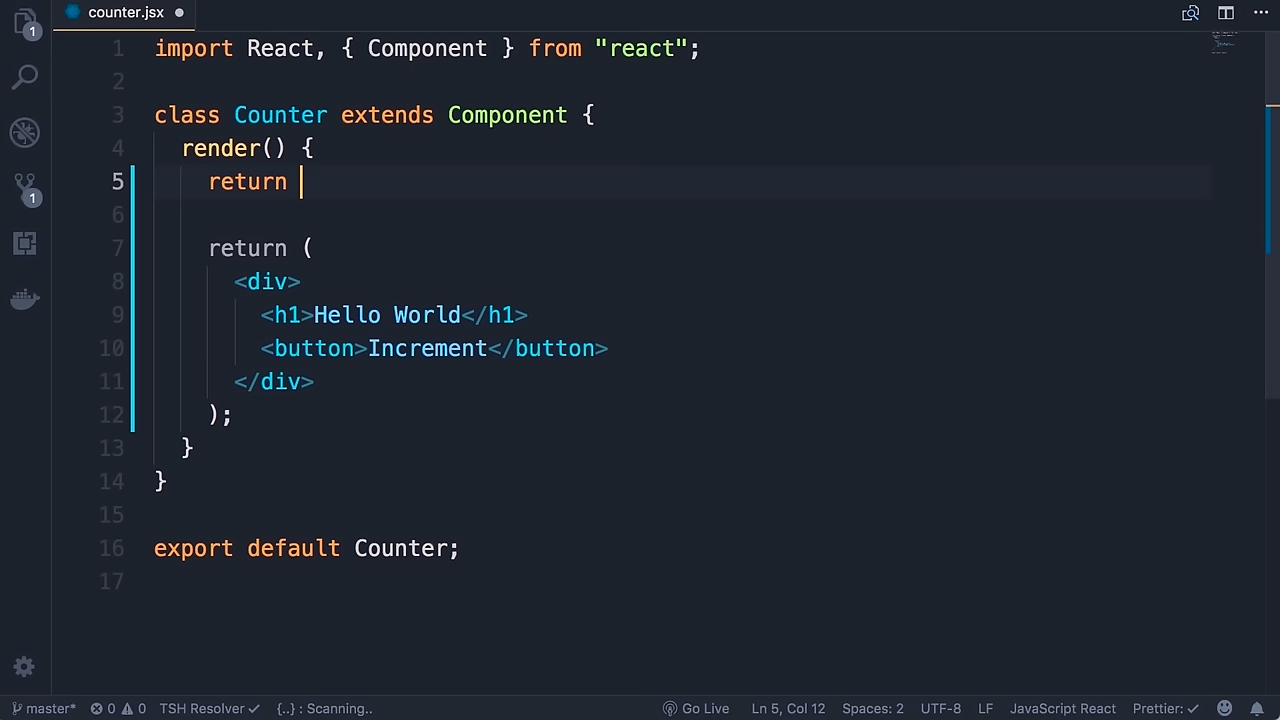 1
counter.jsx
1 import React, { Component } from "react";
2
3 class Counter extends Component {
4 render() {
5 return
6
7 return (
8 <div>
9 <h1>Hello World</h1>
10 <button>Increment</button>
11 </div>
12 );
13 }
14 }
15
16 export default Counter;
17
1
master* 0 0 TSH Resolver {..} : Scanning.. Go Live Ln 5, Col 12 Spaces: 2 UTF-8 LF JavaScript React Prettier: